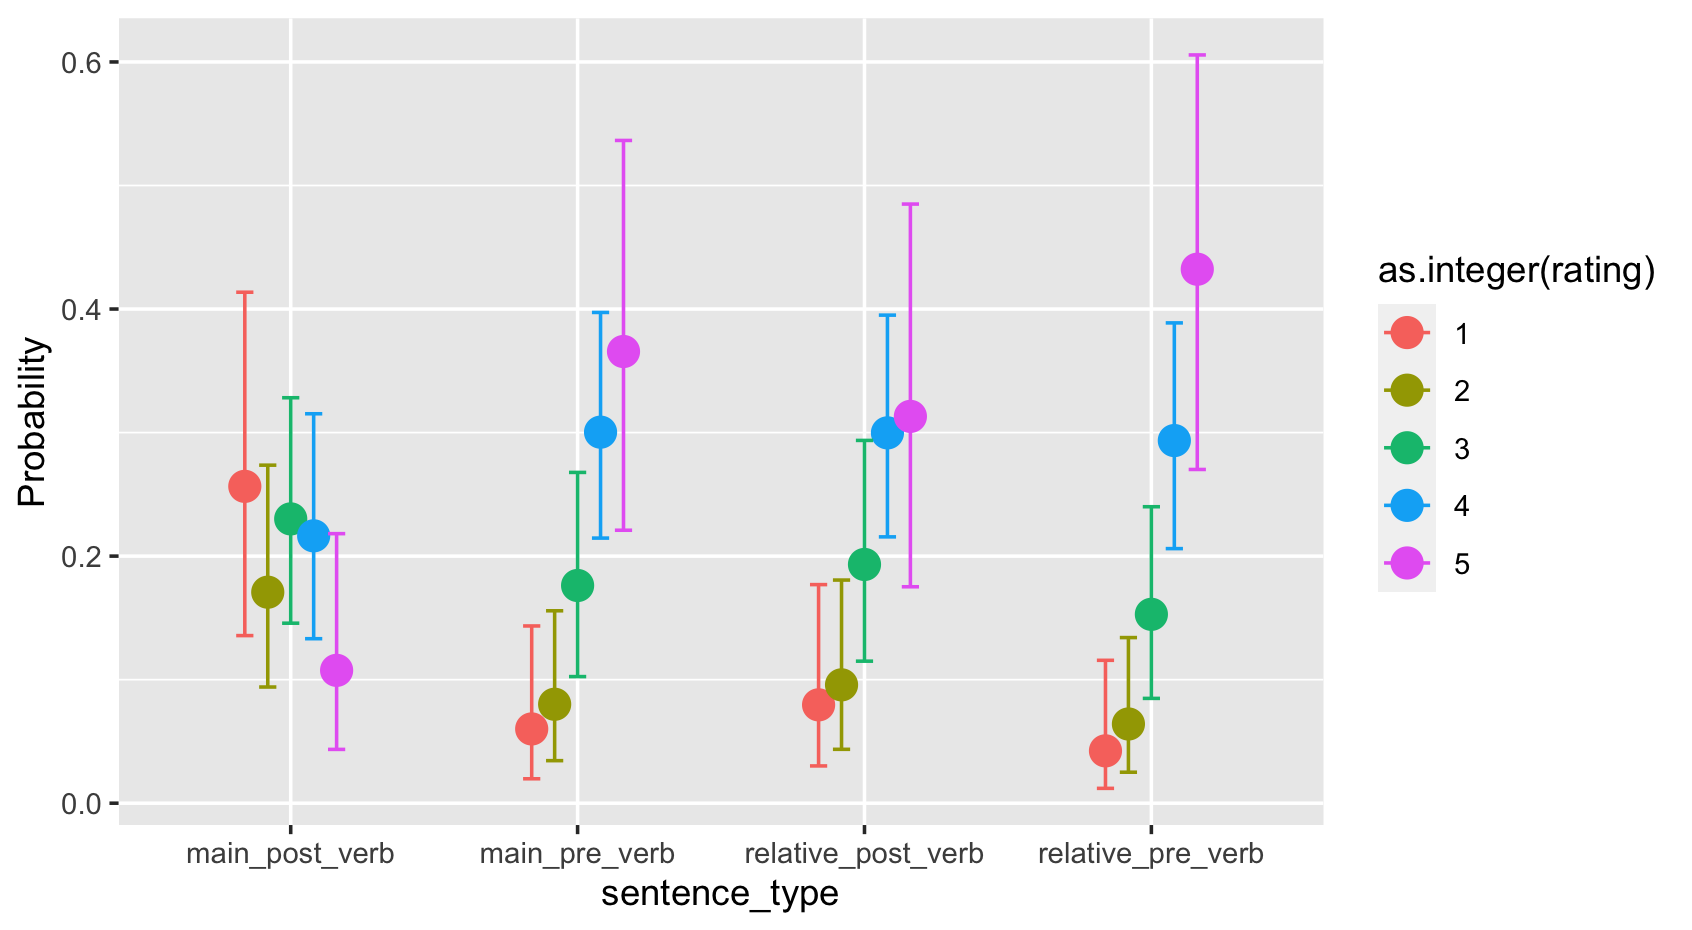 0.6
0.4
0.2
0.0
Probability
main_post_verb
main_pre_verb
relative_post_verb
relative_pre_verb
sentence_type
as.integer(rating)
1
2
3
4
5